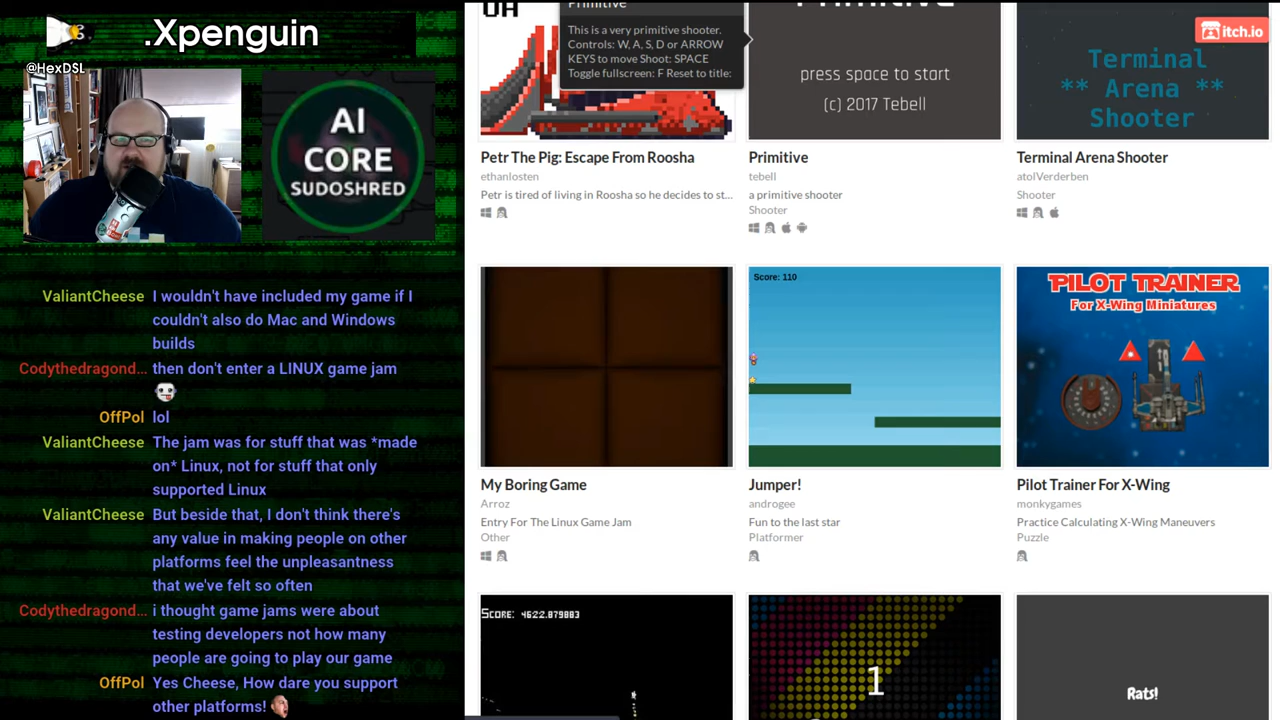 .Xpenguin
@HexDSL
AI
CORE
SUDOSHRED
ValiantCheese I wouldn't have included my game if I
couldn't also do Mac and Windows
builds
Codythedragond... then don't enter a LINUX game jam
OffPol lol
ValiantCheese The jam was for stuff that was *made
on* Linux, not for stuff that only
supported Linux
ValiantCheese But beside that, I don't think there's
any value in making people on other
platforms feel the unpleasantness
that we've felt so often
Codythedragond... i thought game jams were about
testing developers not how many
people are going to play our game
OffPol Yes Cheese, How dare you support
other platforms!
Primitive
This is a very primitive shooter.
Controls: W, A, S, D or ARROW
KEYS to move Shoot: SPACE
Toggle fullscreen: F Reset to title:
Primitive
press space to start
(c) 2017 Tebell
itch.io
Terminal
** Arena **
Shooter
Petr The Pig: Escape From Roosha
ethanlosten
Petr is tired of living in Roosha so he decides to st...
Primitive
tebell
a primitive shooter
Shooter
Terminal Arena Shooter
atolVerderben
Shooter
Score: 110
PILOT TRAINER
For X-Wing Miniatures
My Boring Game
Arroz
Entry For The Linux Game Jam
Other
Jumper!
androgee
Fun to the last star
Platformer
Pilot Trainer For X-Wing
monkygames
Practice Calculating X-Wing Maneuvers
Puzzle
SCORE: 4622.879883
1
Rats!